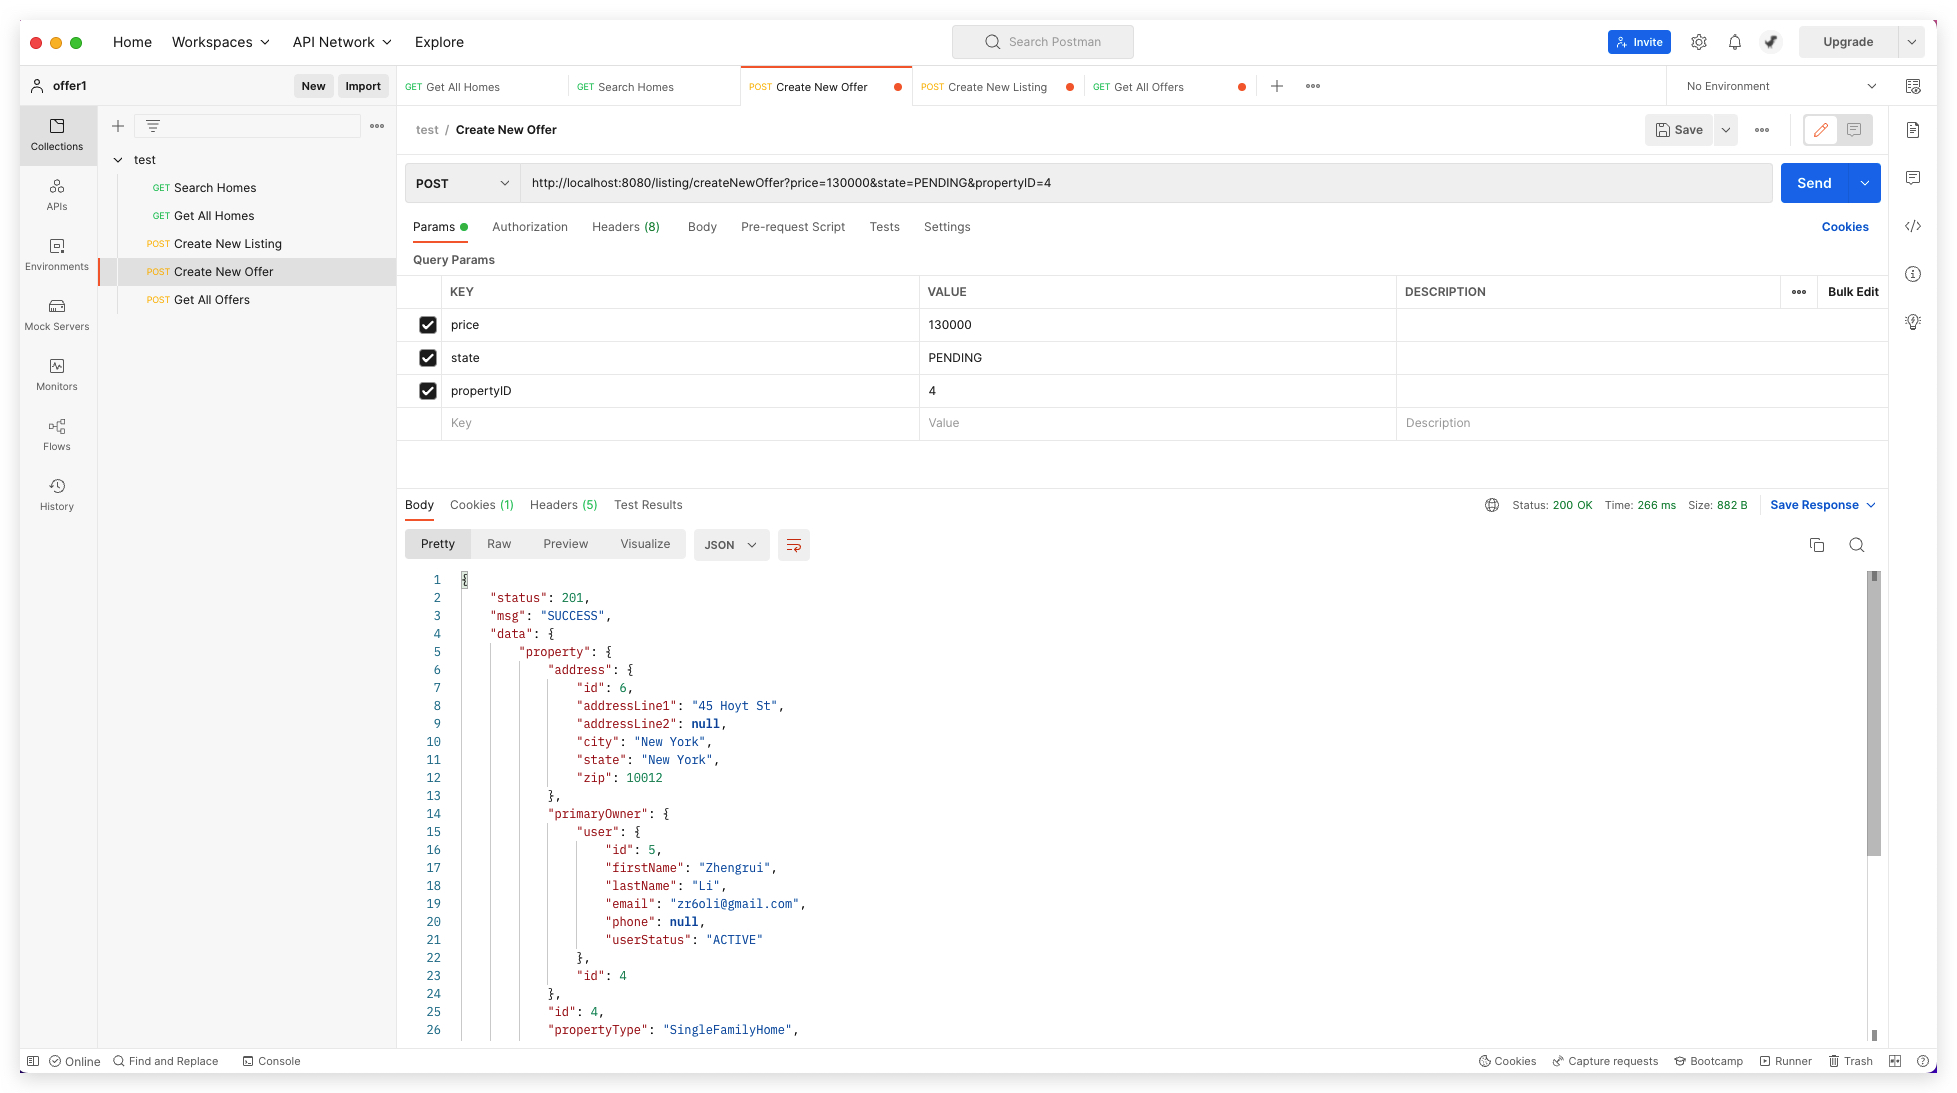 Home Workspaces API Network Explore Search Postman Invite Upgrade
offer1 New Import GET Get All Homes GET Search Homes POST Create New Offer POST Create New Listing GET Get All Offers No Environment
Collections
APIs
Environments
Mock Servers
Monitors
Flows
History
test
GET Search Homes
GET Get All Homes
POST Create New Listing
POST Create New Offer
POST Get All Offers
test / Create New Offer Save
POST http://localhost:8080/listing/createNewOffer?price=130000&state=PENDING&propertyID=4 Send
Params Authorization Headers (8) Body Pre-request Script Tests Settings Cookies
Query Params
KEY VALUE DESCRIPTION Bulk Edit
price 130000
state PENDING
propertyID 4
Key Value Description
Body Cookies (1) Headers (5) Test Results Status: 200 OK Time: 266 ms Size: 882 B Save Response
Pretty Raw Preview Visualize JSON
1 {
2 "status": 201,
3 "msg": "SUCCESS",
4 "data": {
5 "property": {
6 "address": {
7 "id": 6,
8 "addressLine1": "45 Hoyt St",
9 "addressLine2": null,
10 "city": "New York",
11 "state": "New York",
12 "zip": 10012
13 },
14 "primaryOwner": {
15 "user": {
16 "id": 5,
17 "firstName": "Zhengrui",
18 "lastName": "Li",
19 "email": "zr6oli@gmail.com",
20 "phone": null,
21 "userStatus": "ACTIVE"
22 },
23 "id": 4
24 },
25 "id": 4,
26 "propertyType": "SingleFamilyHome",
Online Find and Replace Console Cookies Capture requests Bootcamp Runner Trash